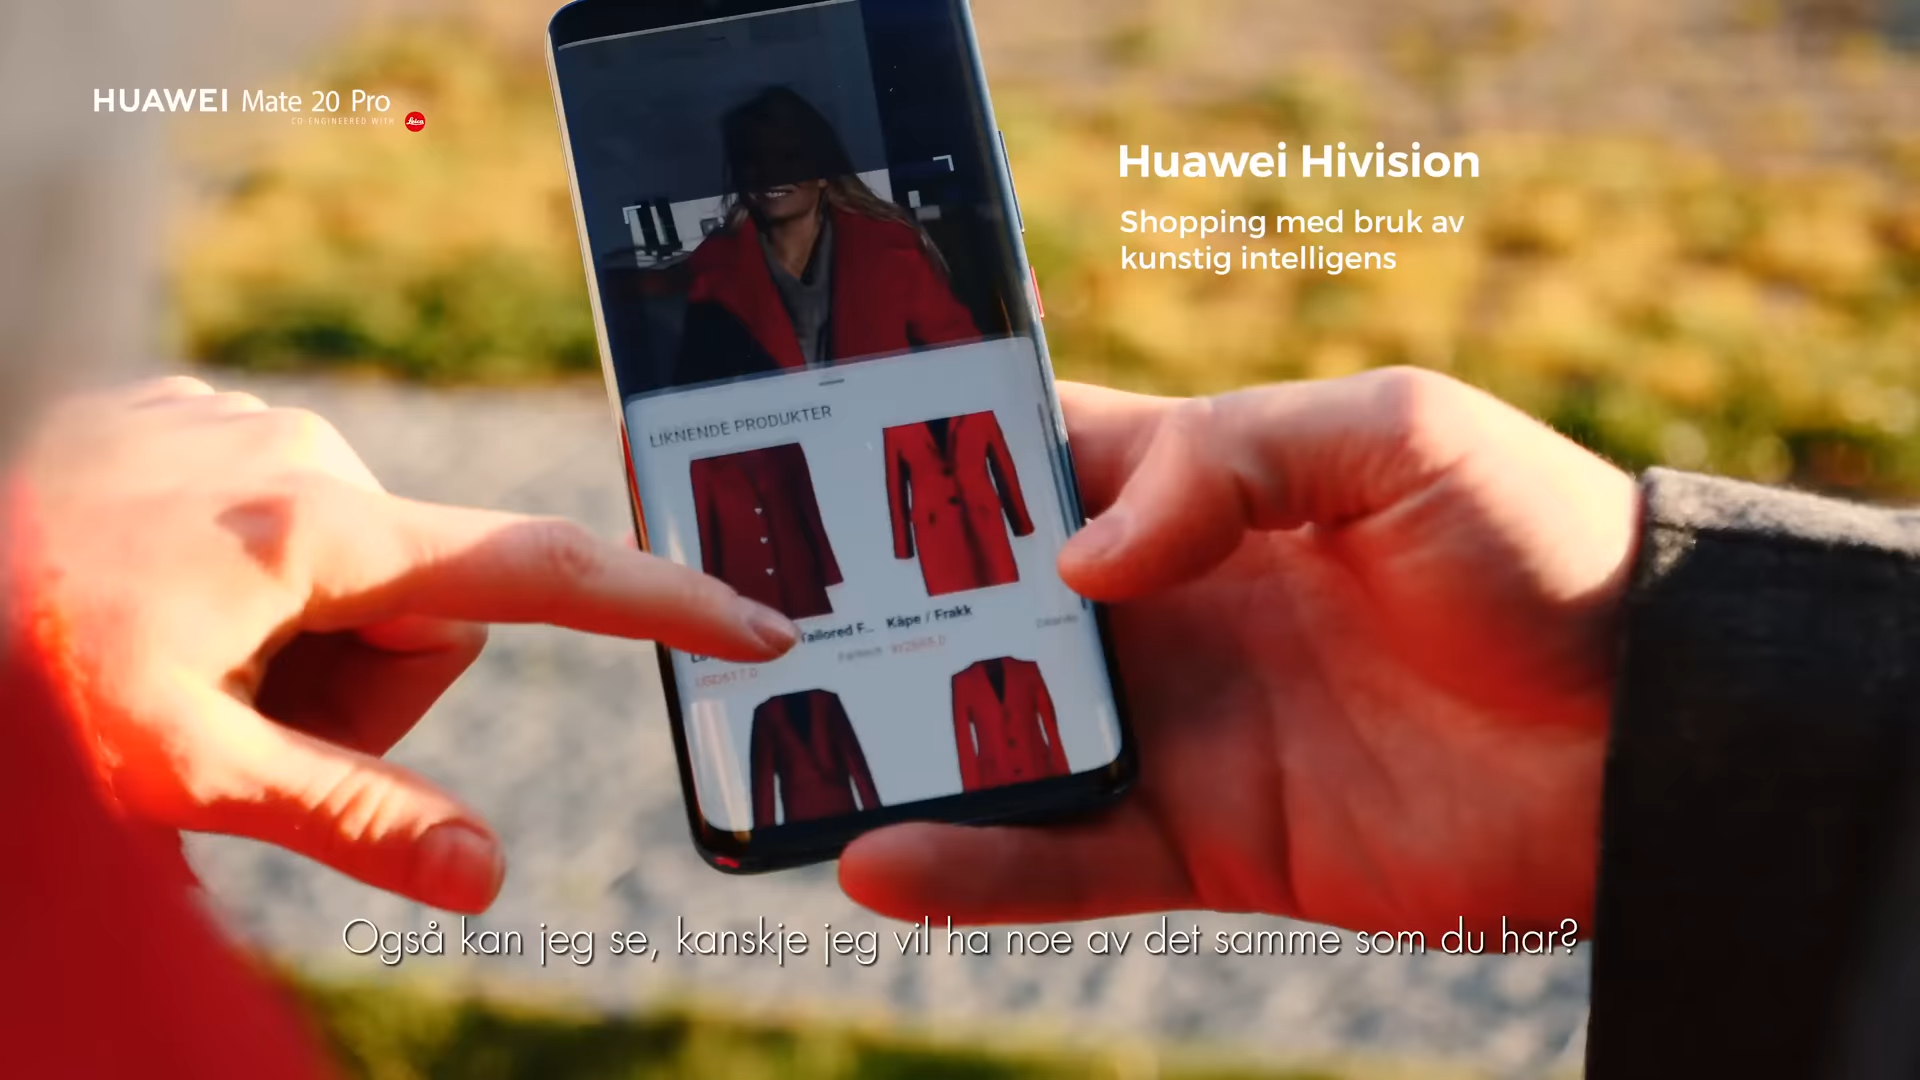 HUAWEI Mate 20 Pro
CO-ENGINEERED WITH
Leica
Huawei Hivision
Shopping med bruk av
kunstig intelligens
LIKNENDE PRODUKTER
Tailored F... Kåpe / Frakk
Også kan jeg se, kanskje jeg vil ha noe av det samme som du har?